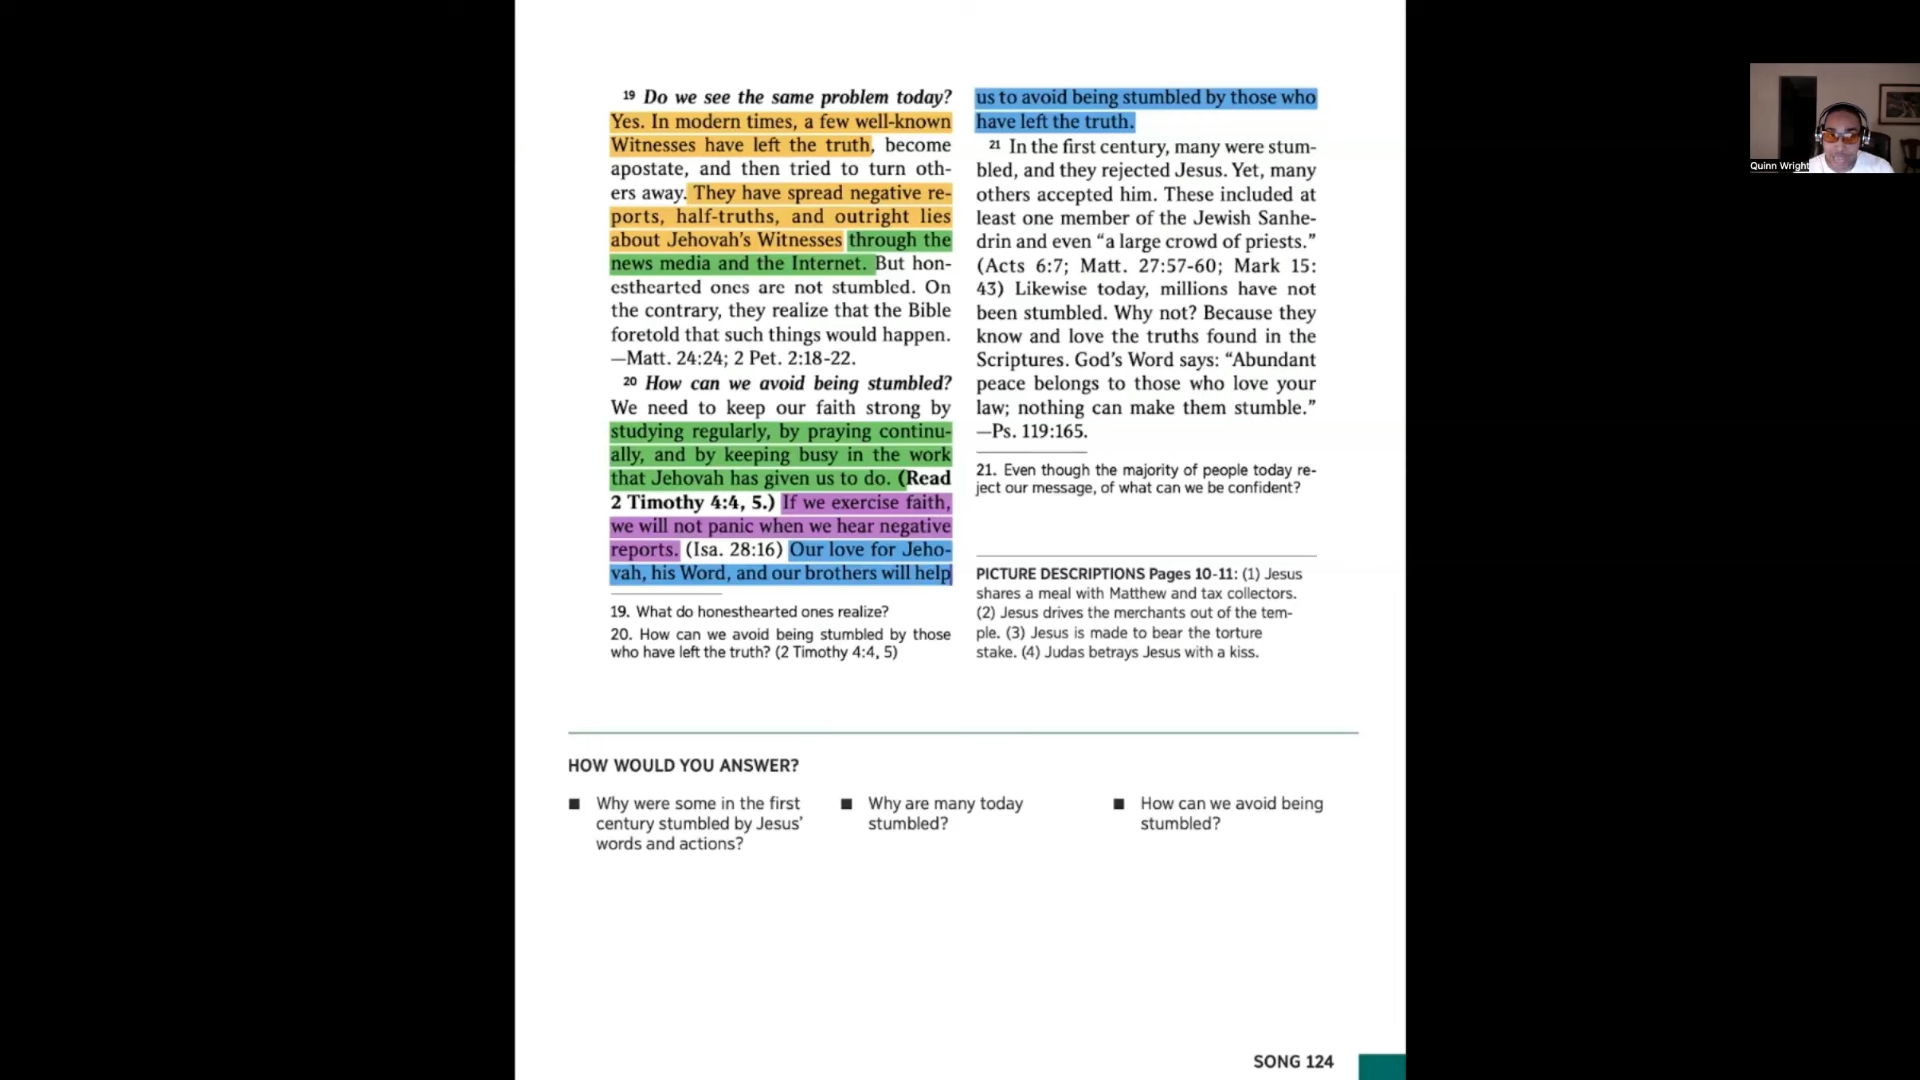 19 Do we see the same problem today?
Yes. In modern times, a few well-known
Witnesses have left the truth, become
apostate, and then tried to turn oth-
ers away. They have spread negative re-
ports, half-truths, and outright lies
about Jehovah's Witnesses through the
news media and the Internet. But hon-
esthearted ones are not stumbled. On
the contrary, they realize that the Bible
foretold that such things would happen.
—Matt. 24:24; 2 Pet. 2:18-22.
20 How can we avoid being stumbled?
We need to keep our faith strong by
studying regularly, by praying continu-
ally, and by keeping busy in the work
that Jehovah has given us to do. (Read
2 Timothy 4:4, 5.) If we exercise faith,
we will not panic when we hear negative
reports. (Isa. 28:16) Our love for Jeho-
vah, his Word, and our brothers will help
19. What do honesthearted ones realize?
20. How can we avoid being stumbled by those
who have left the truth? (2 Timothy 4:4, 5)
us to avoid being stumbled by those who
have left the truth.
21 In the first century, many were stum-
bled, and they rejected Jesus. Yet, many
others accepted him. These included at
least one member of the Jewish Sanhe-
drin and even “a large crowd of priests.”
(Acts 6:7; Matt. 27:57-60; Mark 15:
43) Likewise today, millions have not
been stumbled. Why not? Because they
know and love the truths found in the
Scriptures. God's Word says: “Abundant
peace belongs to those who love your
law; nothing can make them stumble.”
—Ps. 119:165.
21. Even though the majority of people today re-
ject our message, of what can we be confident?
PICTURE DESCRIPTIONS Pages 10-11: (1) Jesus
shares a meal with Matthew and tax collectors.
(2) Jesus drives the merchants out of the tem-
ple. (3) Jesus is made to bear the torture
stake. (4) Judas betrays Jesus with a kiss.
HOW WOULD YOU ANSWER?
■ Why were some in the first
century stumbled by Jesus'
words and actions?
■ Why are many today
stumbled?
■ How can we avoid being
stumbled?
SONG 124
Quinn Wright